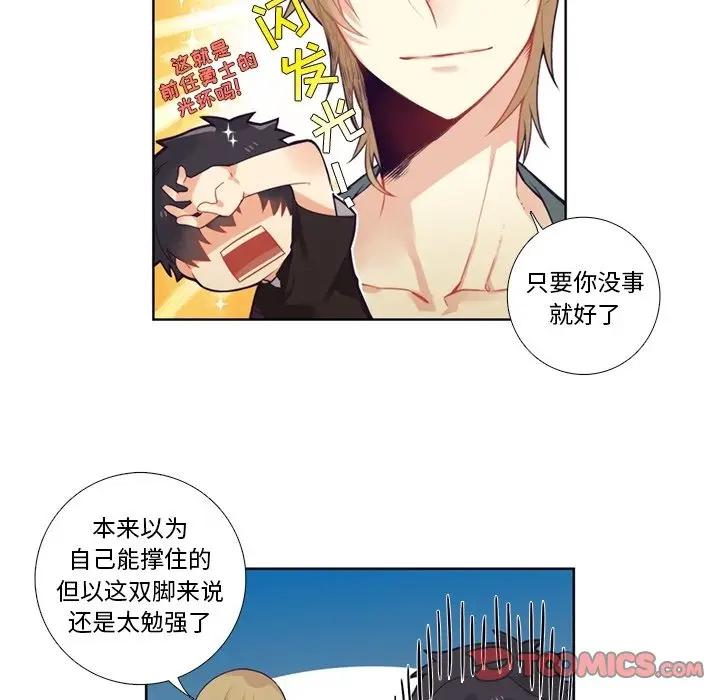 闪发光!
这就是
前任勇士的
光环吗!
只要你没事
就好了
本来以为
自己能撑住的
但以这双脚来说
还是太勉强了
TOOMICS.COM